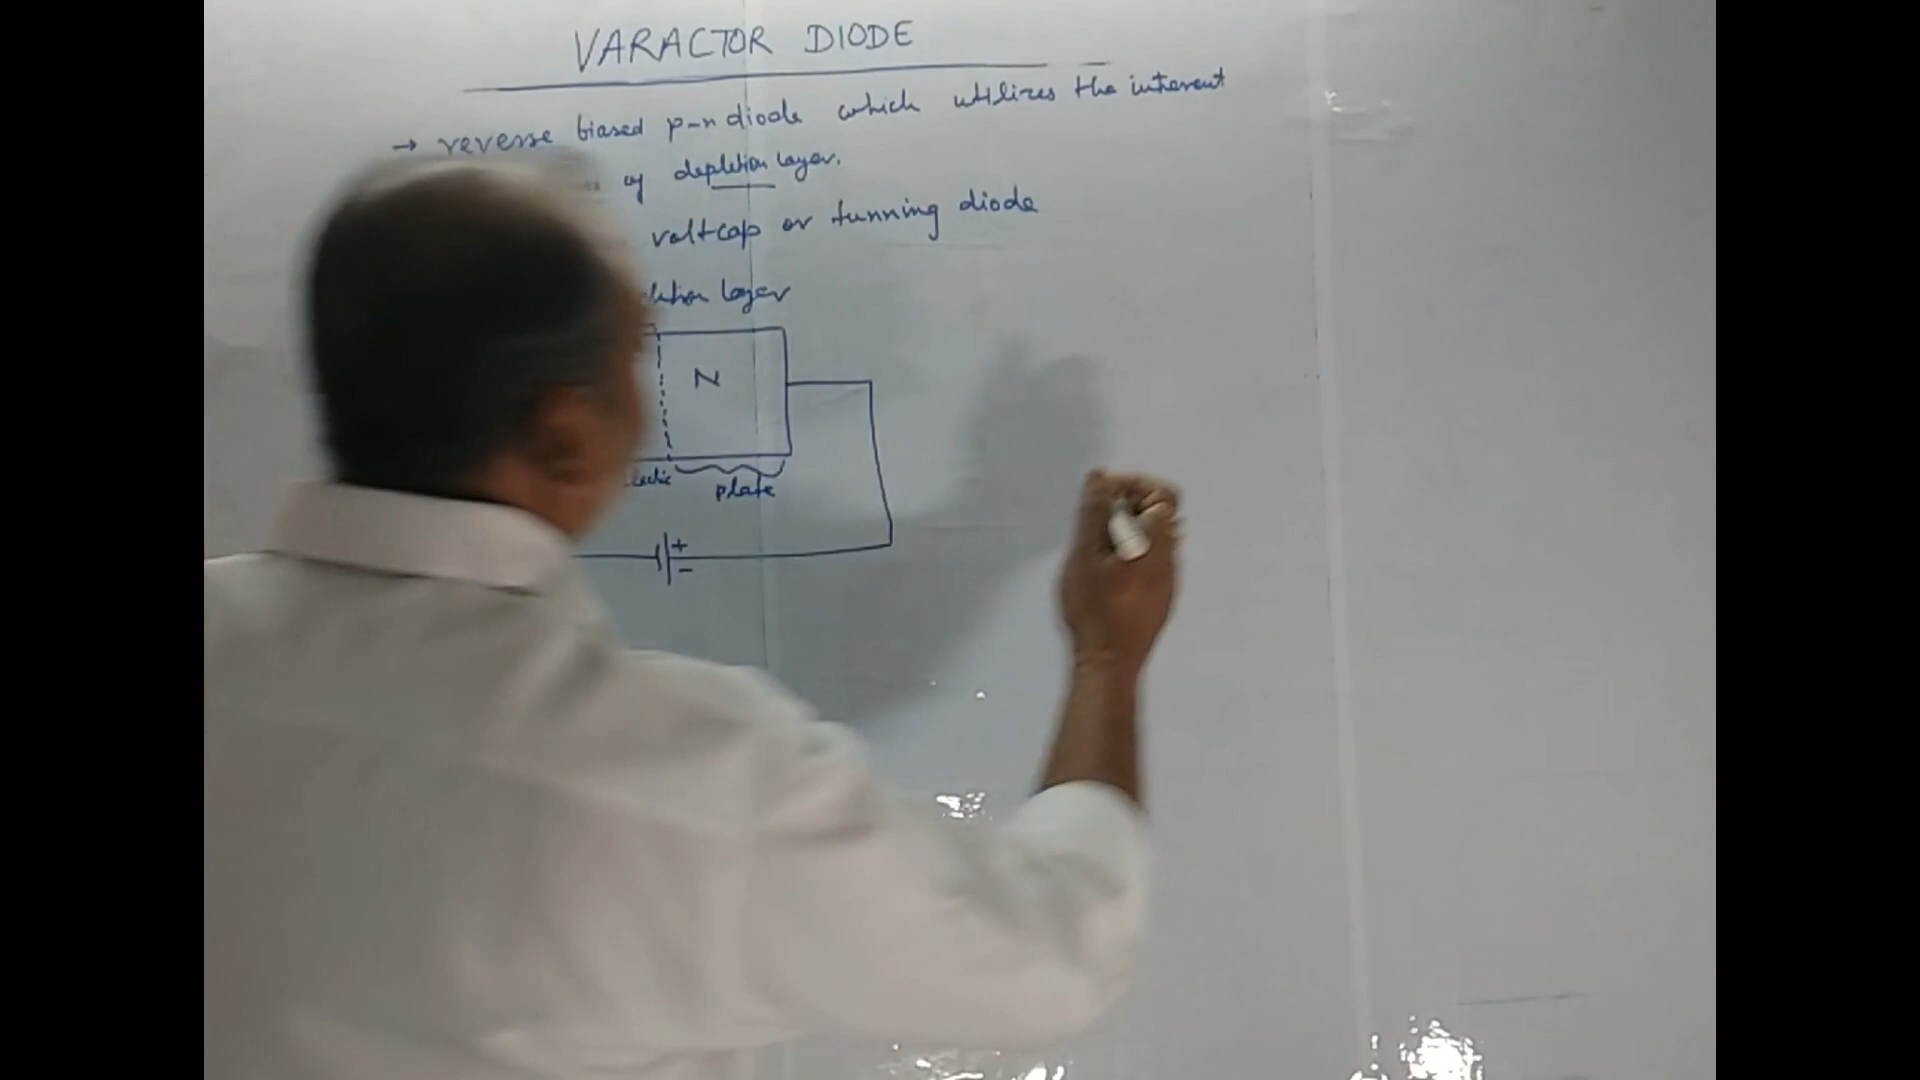 VARACTOR DIODE
→ reverse biased p-n diode which utilizes the inherent
of depletion layer.
voltcap or tunning diode
layer
N
plate
+
-